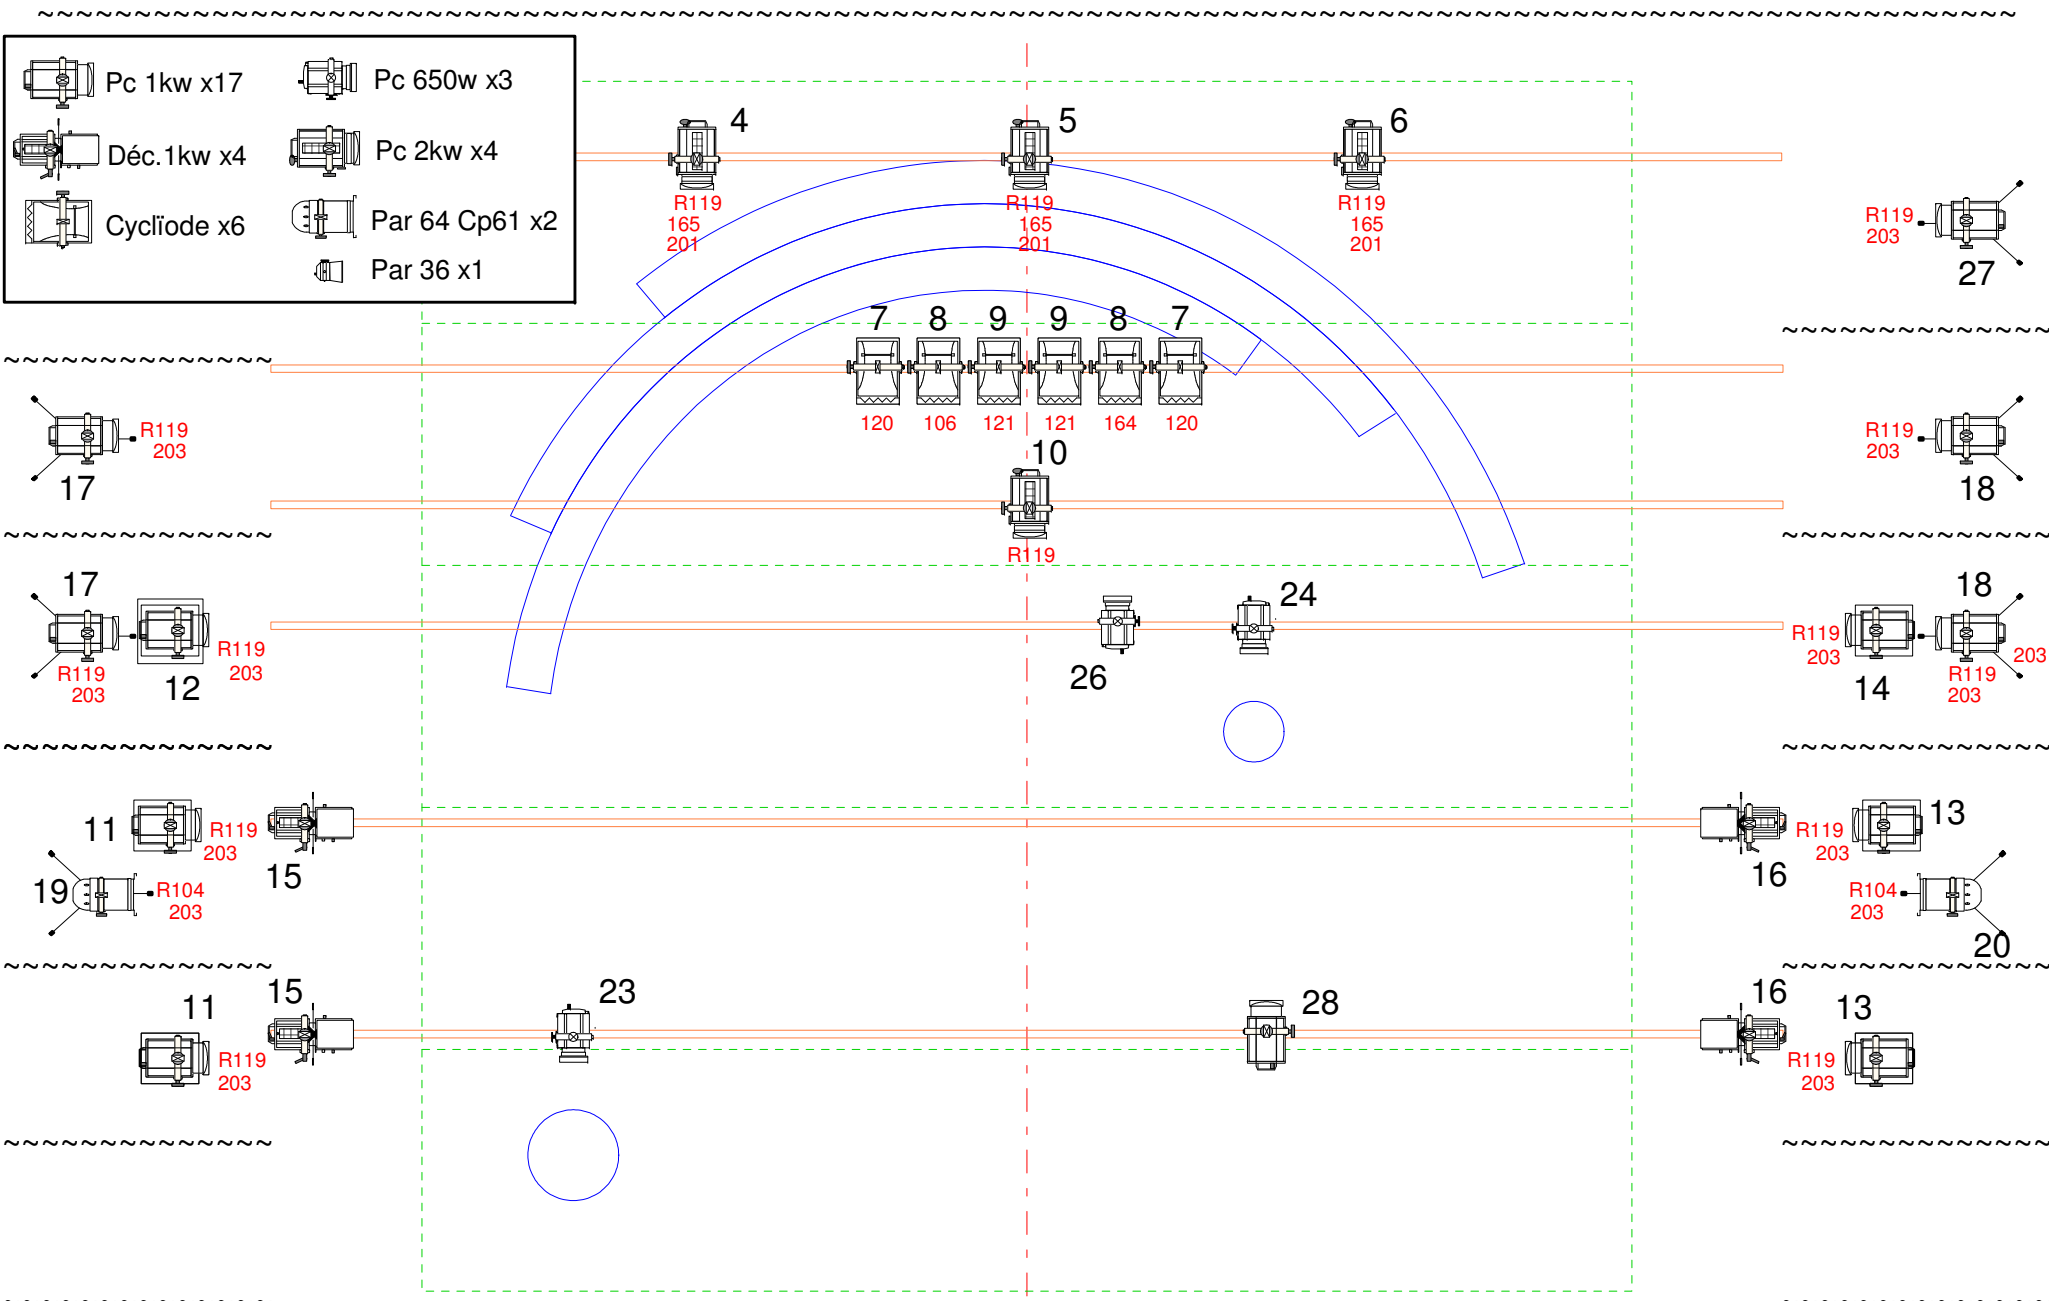 Pc 1kw x17
Pc 650w x3
Déc.1kw x4
Pc 2kw x4
Cyclïode x6
Par 64 Cp61 x2
Par 36 x1
4
5
6
R119
165
201
R119
165
201
R119
165
201
R119
203
27
7
8
9
9
8
7
120
106
121
121
164
120
R119
203
17
10
R119
R119
203
18
17
R119
203
12
R119
203
26
24
R119
203
14
18
203
R119
203
11
R119
203
15
16
R119
203
13
19
R104
203
R104
203
20
11
R119
203
15
23
28
16
R119
203
13